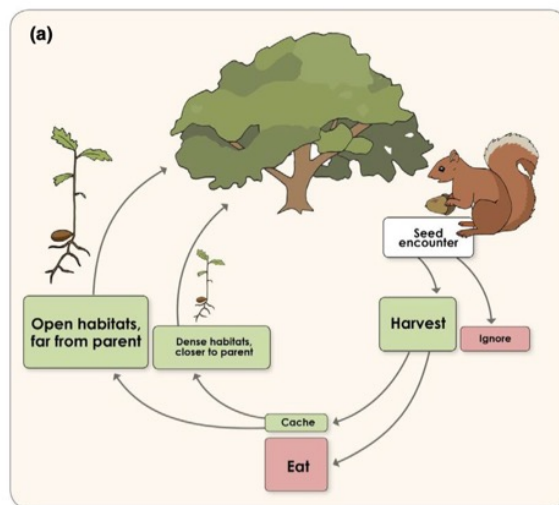 (a)
Seed
encounter
Open habitats,
far from parent
Dense habitats,
closer to parent
Harvest
Ignore
Cache
Eat